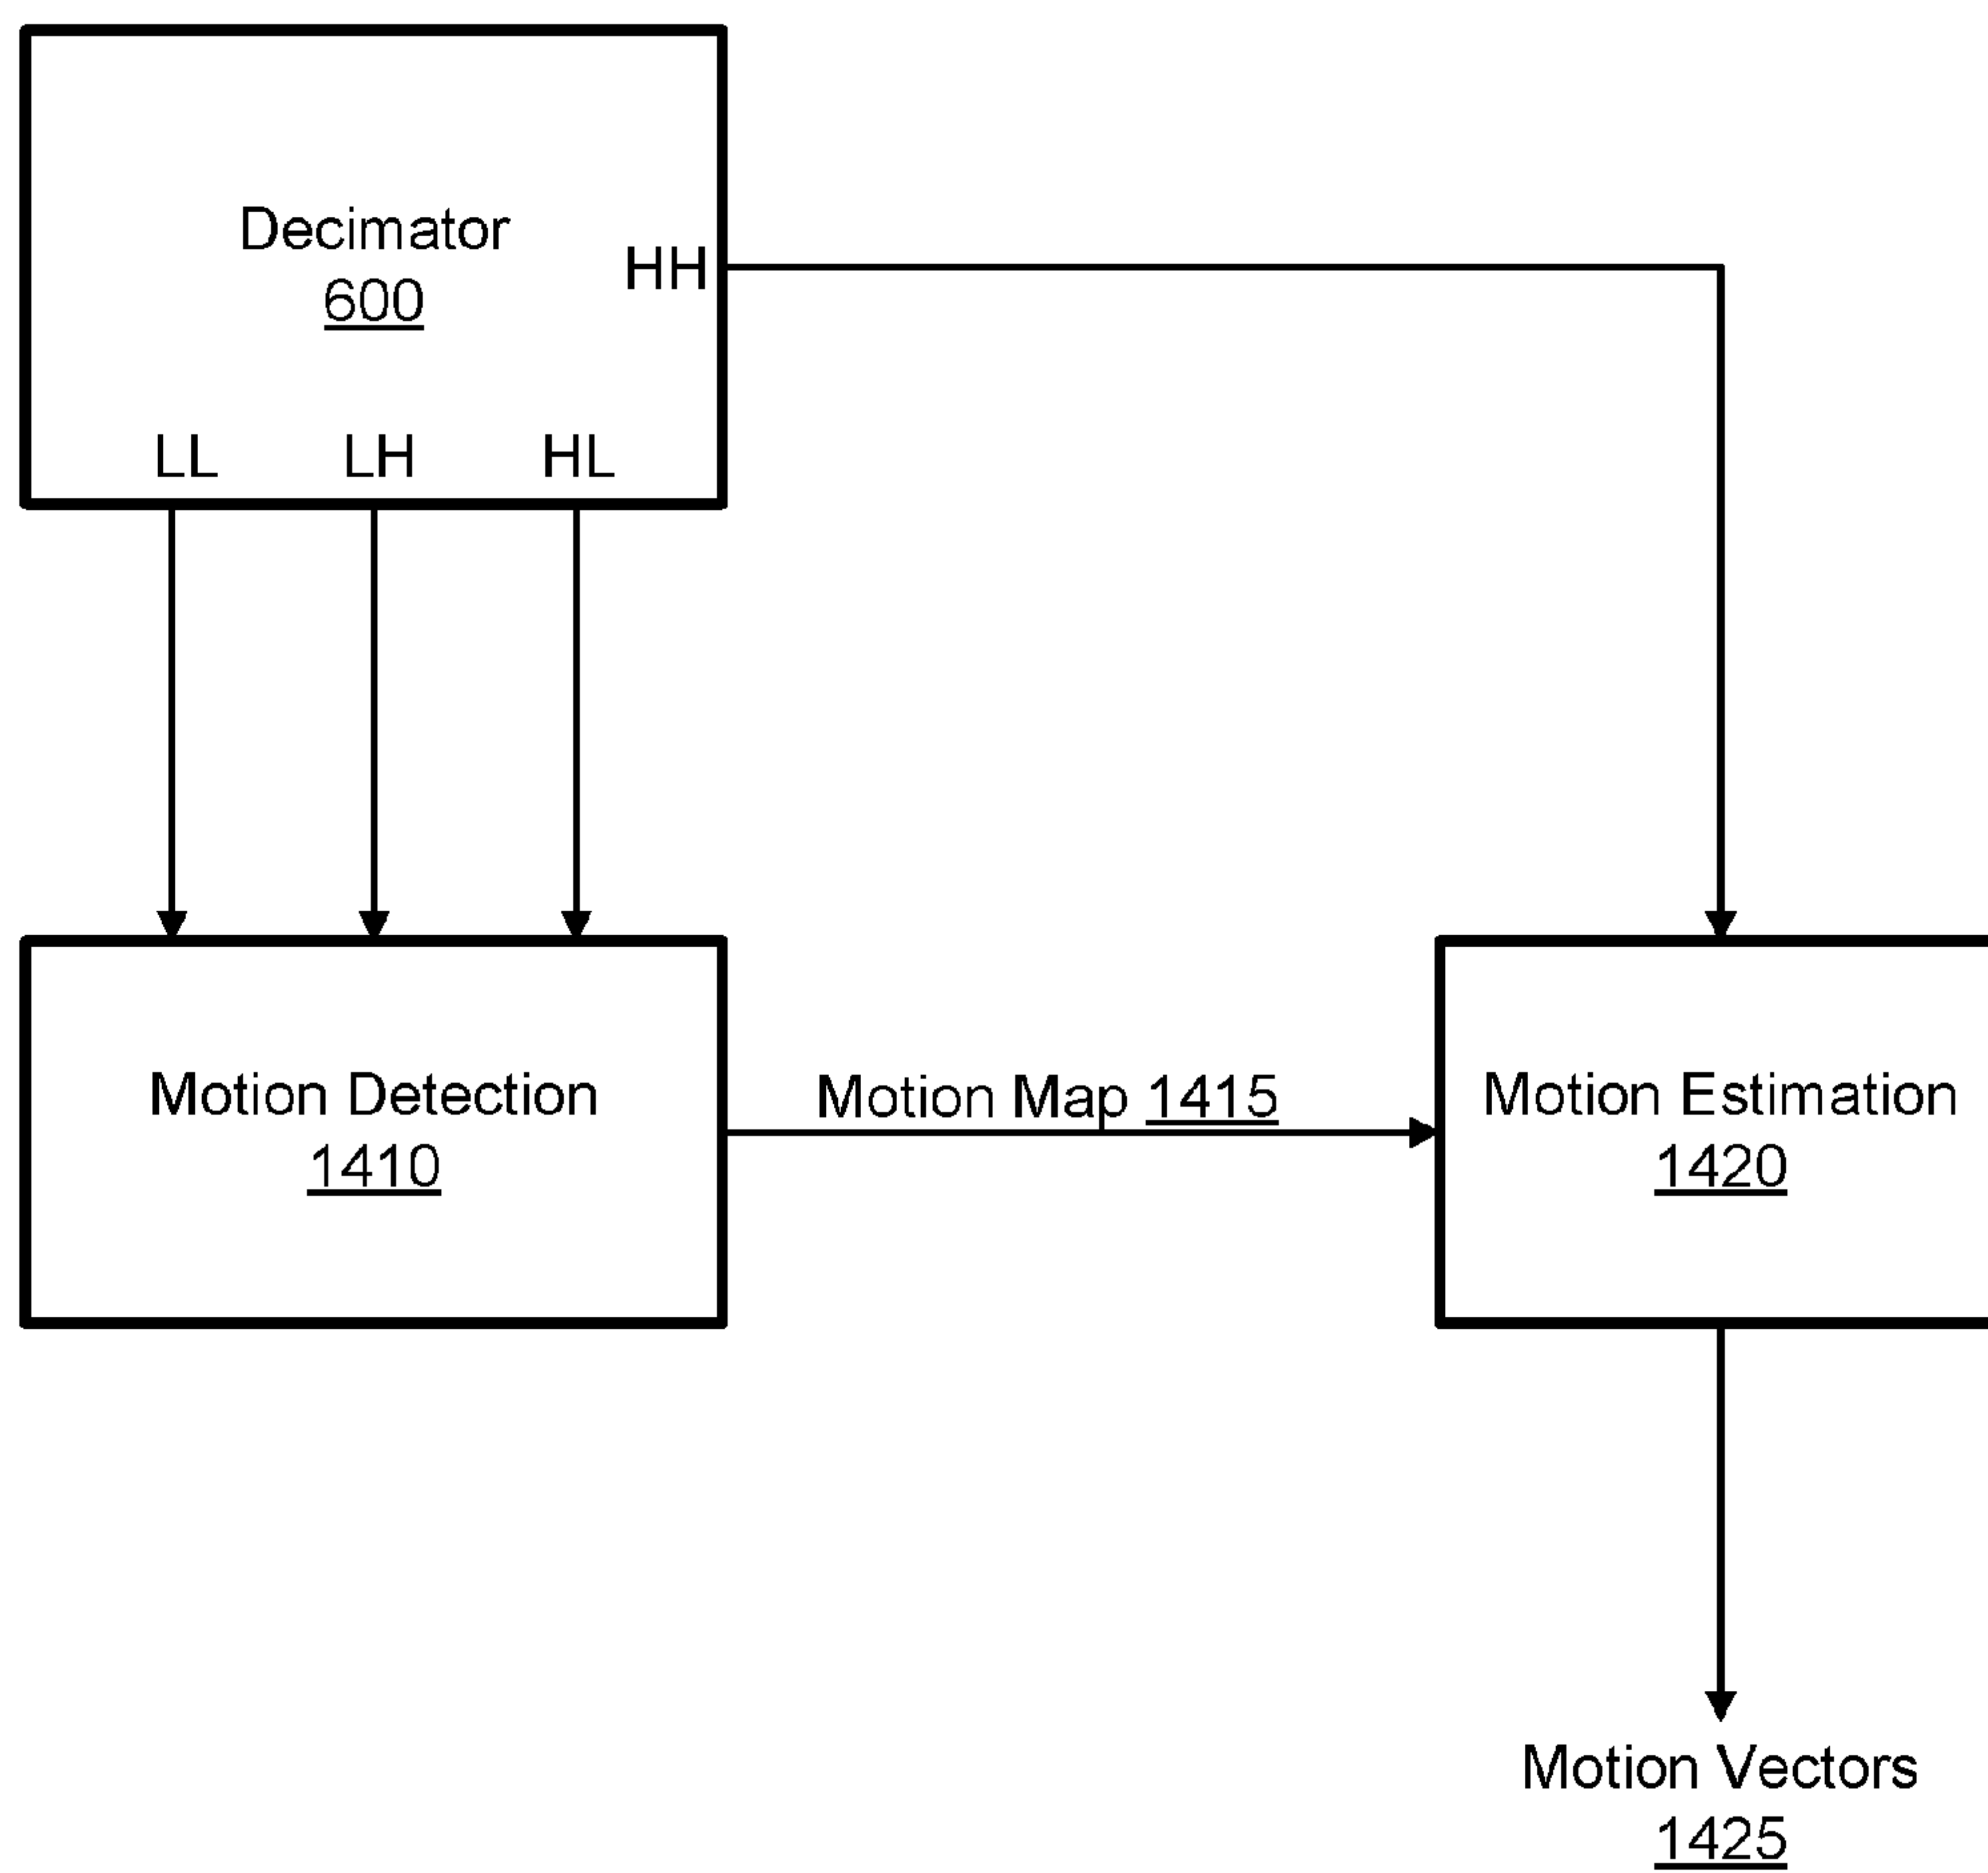 Decimator
600
HH
LL LH HL
Motion Detection
1410
Motion Map 1415
Motion Estimation
1420
Motion Vectors
1425